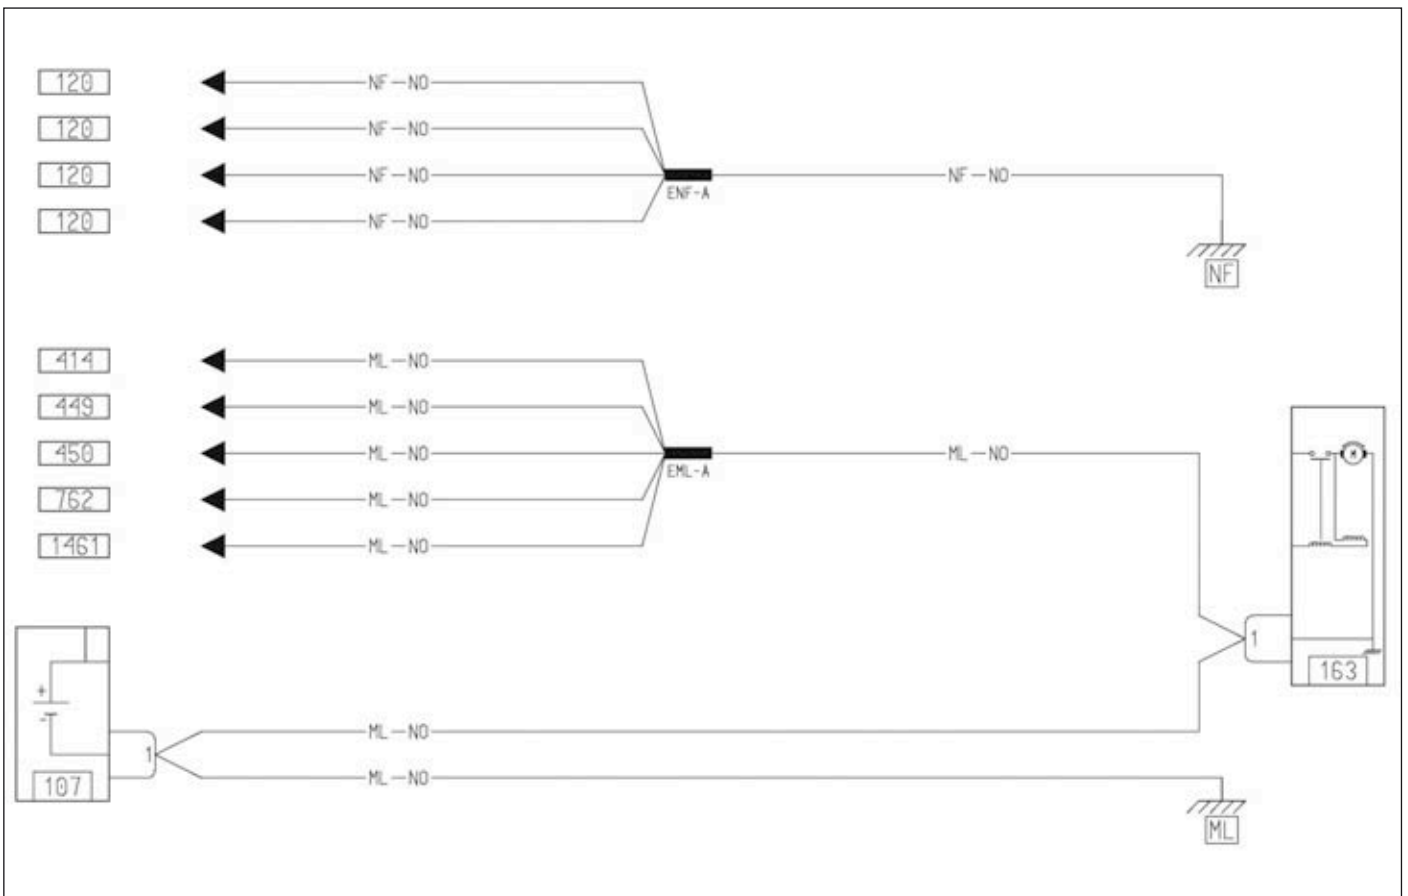 120 NF-NO
120 NF-NO
120 NF-NO NF-NO
ENF-A
120 NF-NO
NF
414 ML-NO
449 ML-NO
450 ML-NO ML-NO
EML-A
762 ML-NO
1461 ML-NO
1
163
+
-
ML-NO
1
107
ML-NO
ML
M